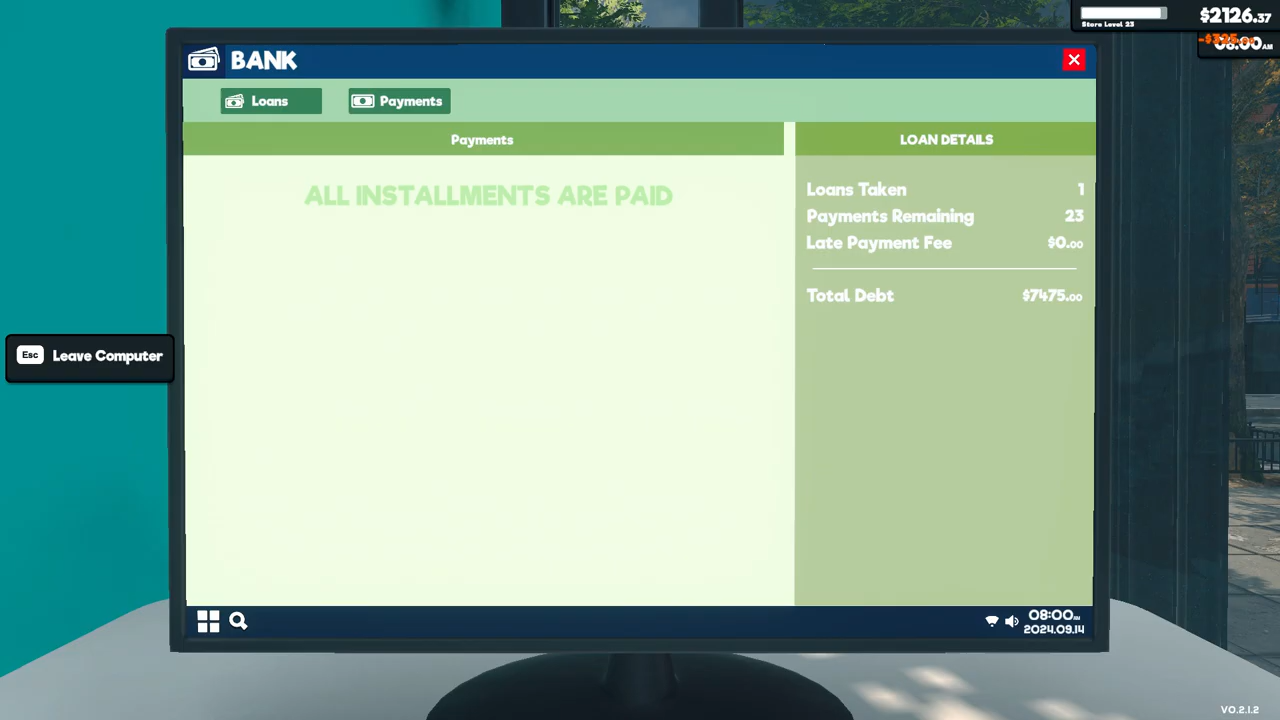 $2126.37
Store Level 23
08:00AM
BANK
Loans
Payments
Payments
LOAN DETAILS
ALL INSTALLMENTS ARE PAID
Loans Taken 1
Payments Remaining 23
Late Payment Fee $0.00
Total Debt $7475.00
Esc Leave Computer
08:00
2024.09.14
V0.2.1.2